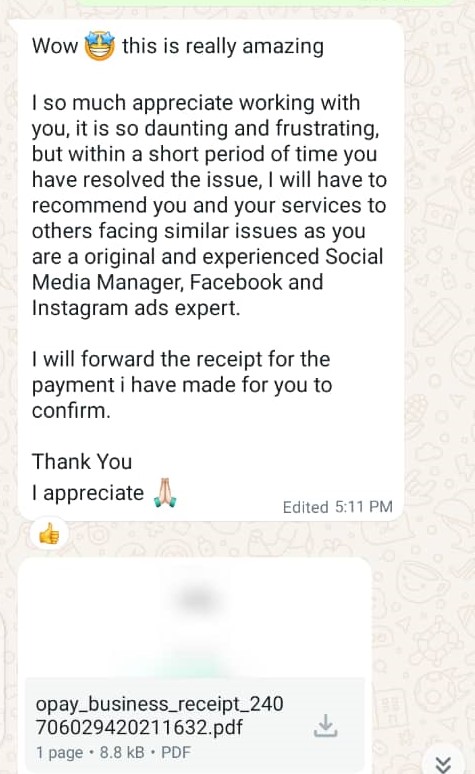 Wow 🤩 this is really amazing
I so much appreciate working with
you, it is so daunting and frustrating,
but within a short period of time you
have resolved the issue, I will have to
recommend you and your services to
others facing similar issues as you
are a original and experienced Social
Media Manager, Facebook and
Instagram ads expert.
I will forward the receipt for the
payment i have made for you to
confirm.
Thank You
I appreciate 🙏🏻
Edited 5:11 PM
opay_business_receipt_240
706029420211632.pdf
1 page • 8.8 kB • PDF